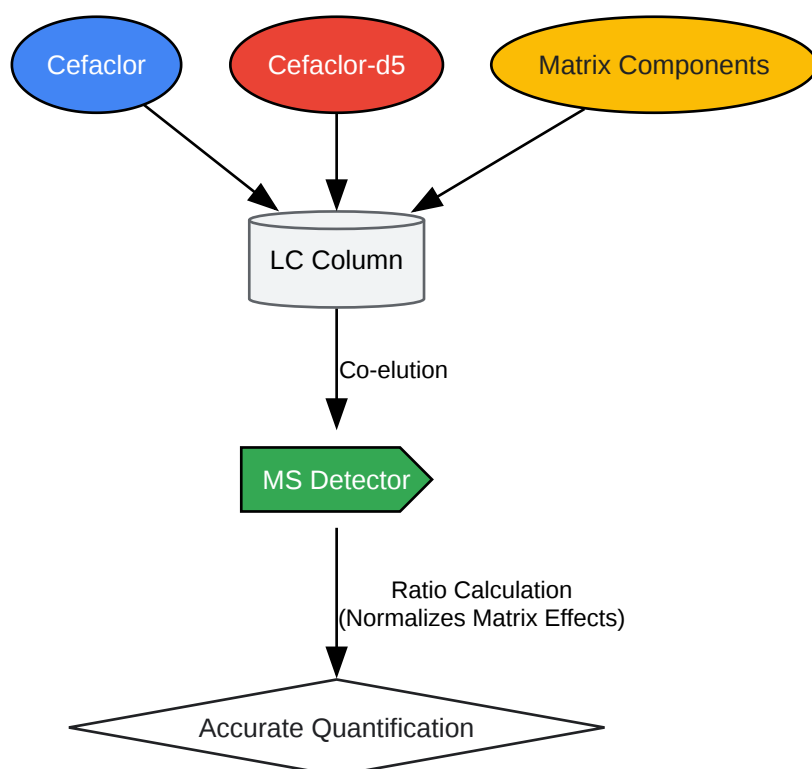 Cefaclor
Cefaclor-d5
Matrix Components
LC Column
Co-elution
MS Detector
Ratio Calculation
(Normalizes Matrix Effects)
Accurate Quantification